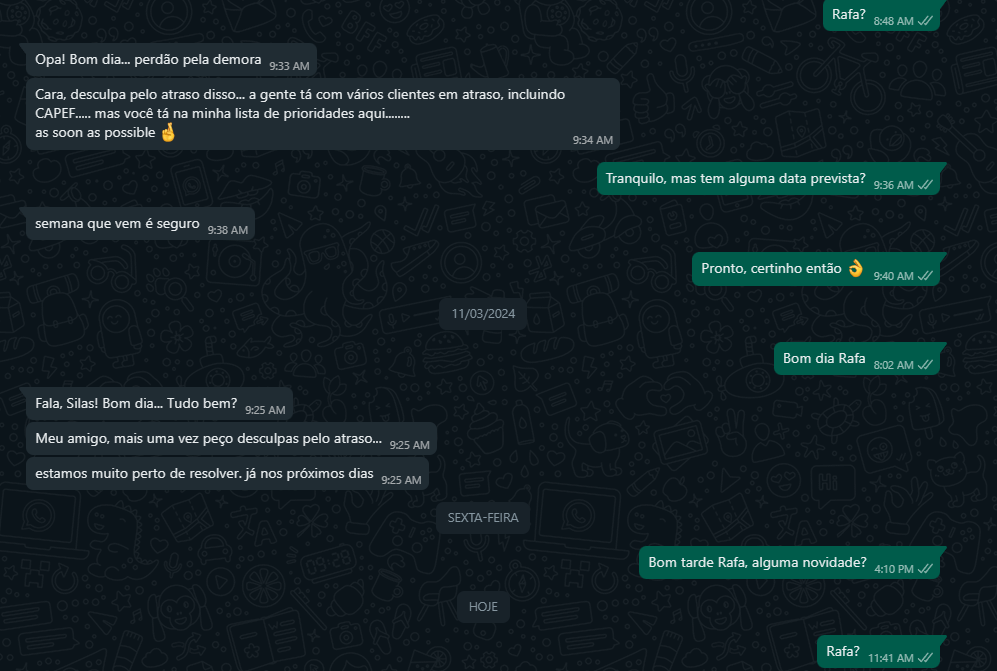 Rafa? 8:48 AM
Opa! Bom dia... perdão pela demora 9:33 AM
Cara, desculpa pelo atraso disso... a gente tá com vários clientes em atraso, incluindo
CAPEF..... mas você tá na minha lista de prioridades aqui........
as soon as possible 🤞
9:34 AM
Tranquilo, mas tem alguma data prevista? 9:36 AM
semana que vem é seguro 9:38 AM
Pronto, certinho então 👌 9:40 AM
11/03/2024
Bom dia Rafa 8:02 AM
Fala, Silas! Bom dia... Tudo bem? 9:25 AM
Meu amigo, mais uma vez peço desculpas pelo atraso... 9:25 AM
estamos muito perto de resolver. já nos próximos dias 9:25 AM
SEXTA-FEIRA
Bom tarde Rafa, alguma novidade? 4:10 PM
HOJE
Rafa? 11:41 AM